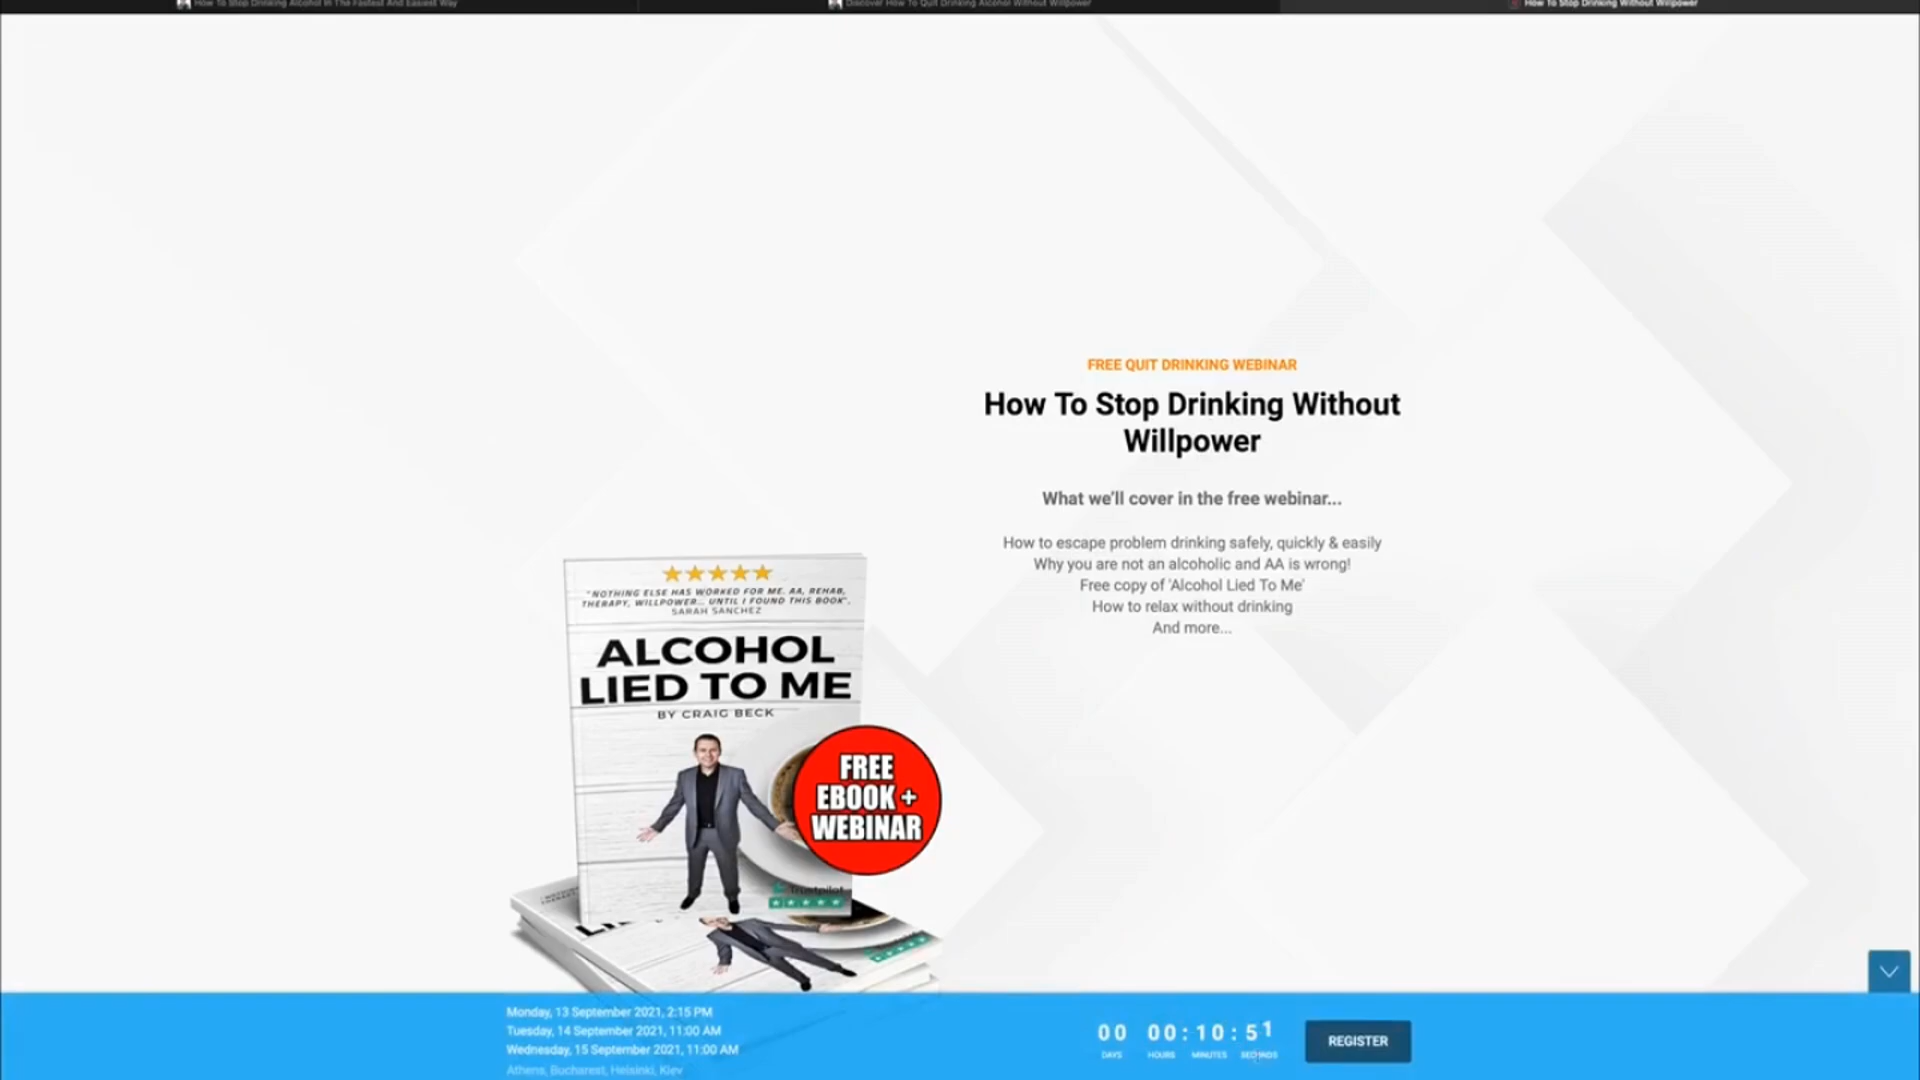 How To Stop Drinking Alcohol In The Fastest And Easiest Way
Discover How To Quit Drinking Alcohol Without Willpower
How To Stop Drinking Without Willpower
FREE QUIT DRINKING WEBINAR
How To Stop Drinking Without
Willpower
What we'll cover in the free webinar...
How to escape problem drinking safely, quickly & easily
Why you are not an alcoholic and AA is wrong!
Free copy of 'Alcohol Lied To Me'
How to relax without drinking
And more...
"NOTHING ELSE HAS WORKED FOR ME. AA, REHAB,
THERAPY, WILLPOWER... UNTIL I FOUND THIS BOOK".
SARAH SANCHEZ
ALCOHOL
LIED TO ME
BY CRAIG BECK
FREE
EBOOK +
WEBINAR
Trustpilot
Monday, 13 September 2021, 2:15 PM
Tuesday, 14 September 2021, 11:00 AM
Wednesday, 15 September 2021, 11:00 AM
Athens, Bucharest, Helsinki, Kiev
00 00:10:51
DAYS HOURS MINUTES SECONDS
REGISTER